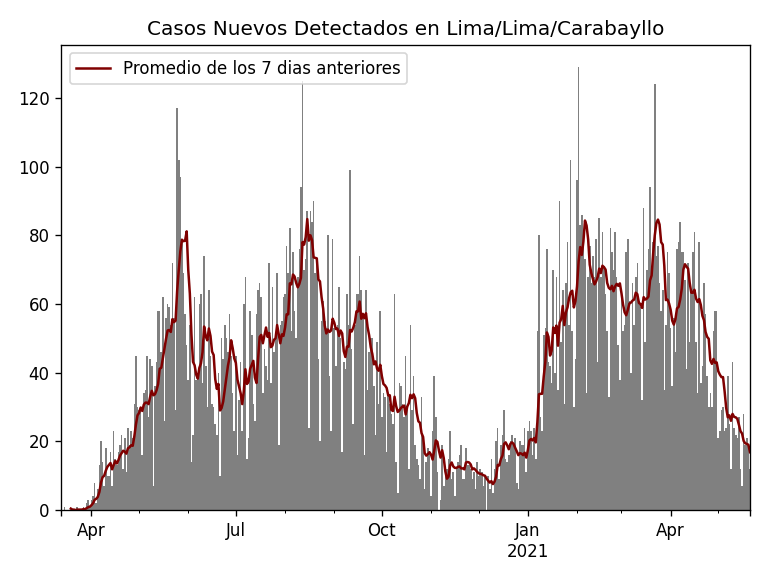 Casos Nuevos Detectados en Lima/Lima/Carabayllo
Promedio de los 7 dias anteriores
120
100
80
60
40
20
0
Apr Jul Oct Jan Apr
2021